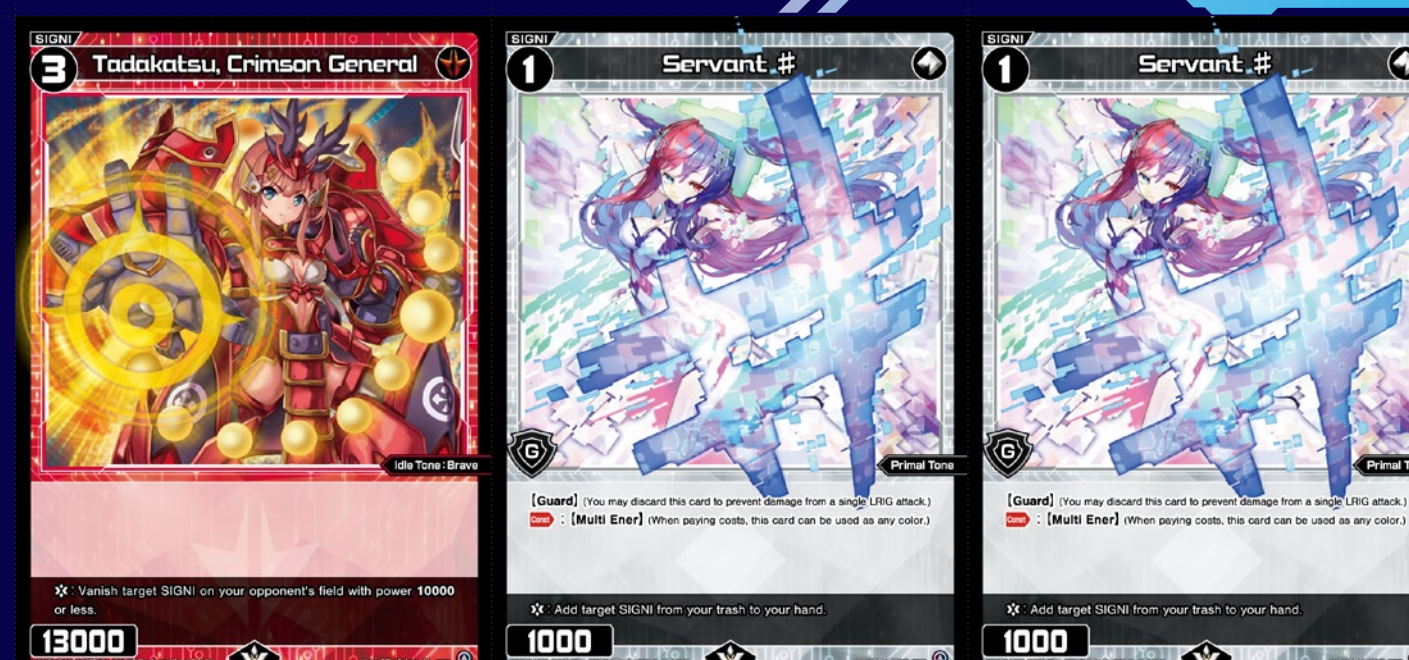 SIGNI
3
Tadakatsu, Crimson General
Idle Tone : Brave
: Vanish target SIGNI on your opponent's field with power 10000
or less.
13000
SIGNI
1
Servant #
G
Primal Tone
[Guard] (You may discard this card to prevent damage from a single LRIG attack.)
Const : [Multi Ener] (When paying costs, this card can be used as any color.)
: Add target SIGNI from your trash to your hand.
1000
SIGNI
1
Servant #
G
Primal T
[Guard] (You may discard this card to prevent damage from a single LRIG attack.)
Const : [Multi Ener] (When paying costs, this card can be used as any color.)
: Add target SIGNI from your trash to your hand.
1000